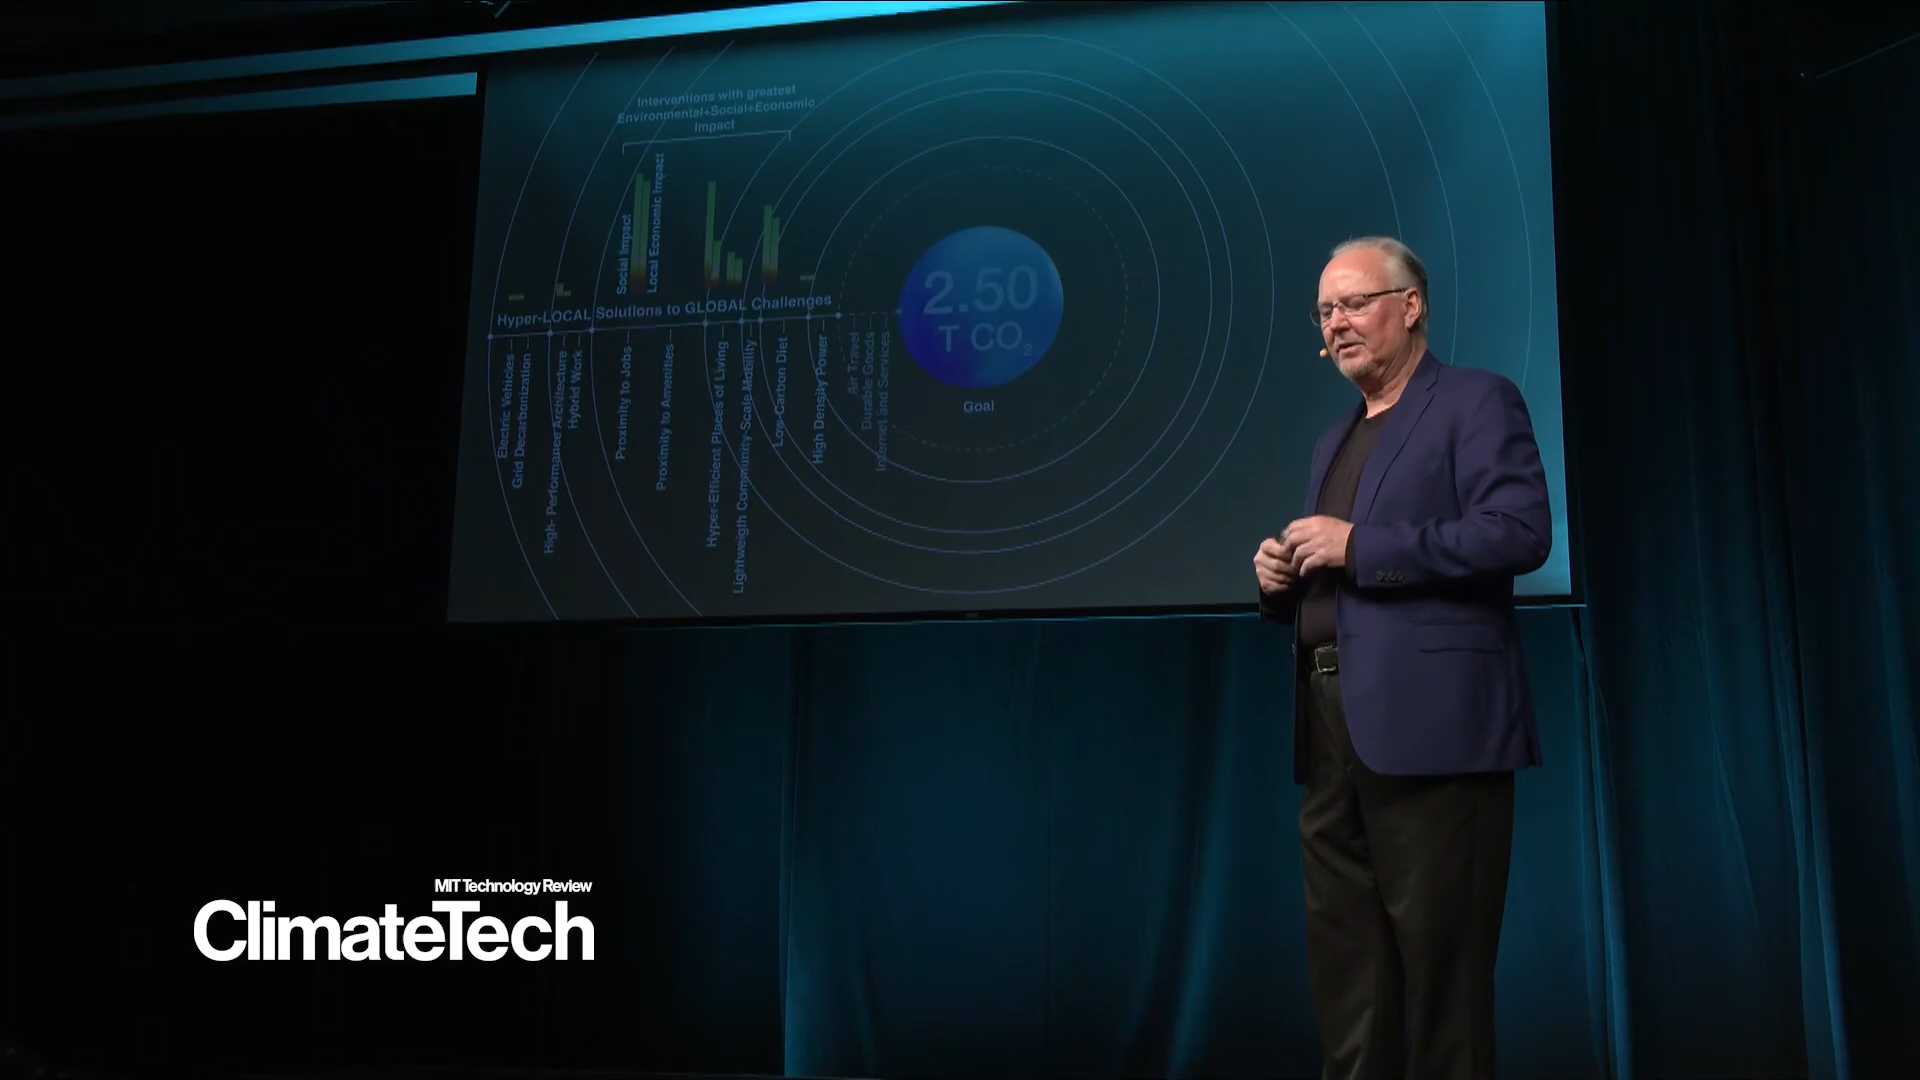 Interventions with greatest
Environmental+Social+Economic
Impact
Social Impact
Local Economic Impact
Hyper-LOCAL Solutions to GLOBAL Challenges
Electric Vehicles
Grid Decarbonization
High- Performance Architecture
Hybrid Work
Proximity to Jobs
Proximity to Amenities
Hyper-Efficient Places of Living
Lightweigth Community-Scale Mobility
Low-Carbon Diet
High Density Power
Air Travel
Durable Goods
Internet and Services
2.50
T CO2
Goal
MIT Technology Review
ClimateTech